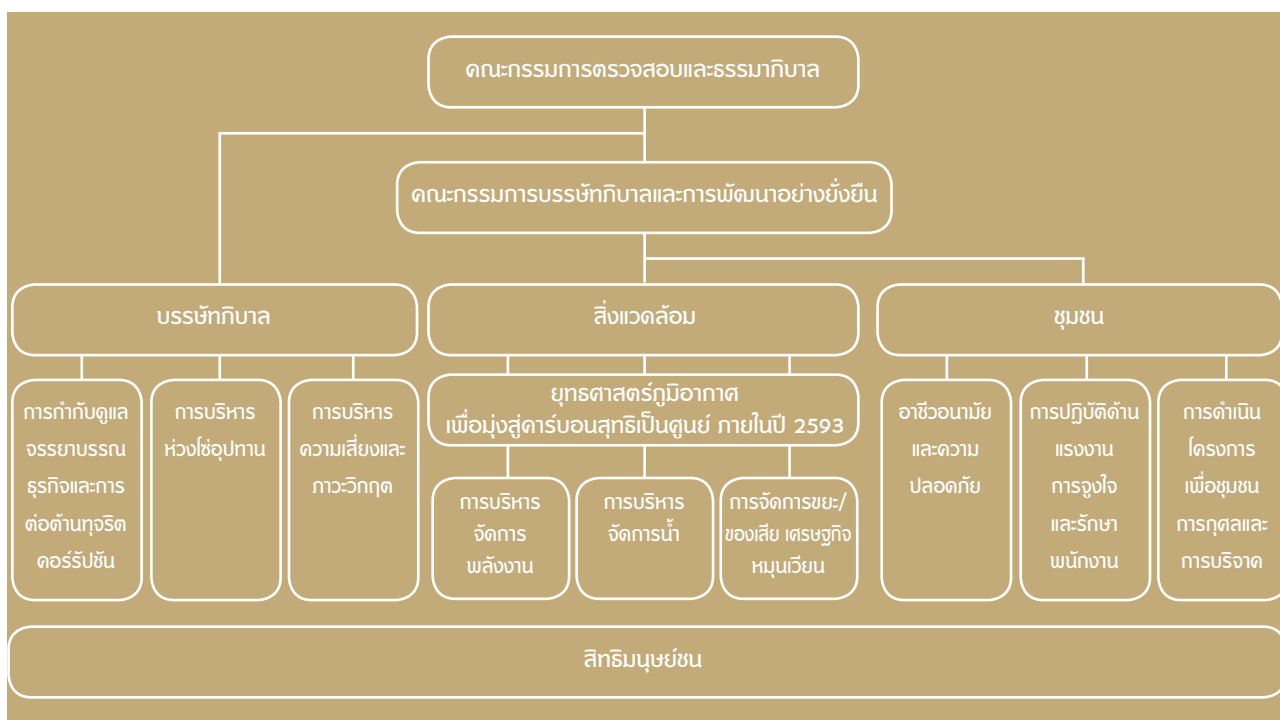 คณะกรรมการตรวจสอบและธรรมาภิบาล
คณะกรรมการบรรษัทภิบาลและการพัฒนาอย่างยั่งยืน
บรรษัทภิบาล
สิ่งแวดล้อม
ชุมชน
การกำกับดูแล
จรรยาบรรณ
ธุรกิจและการ
ต่อต้านทุจริต
คอร์รัปชัน
การบริหาร
ห่วงโซ่อุปทาน
การบริหาร
ความเสี่ยงและ
ภาวะวิกฤต
ยุทธศาสตร์ภูมิอากาศ
เพื่อมุ่งสู่คาร์บอนสุทธิเป็นศูนย์ ภายในปี 2593
การบริหาร
จัดการ
พลังงาน
การบริหาร
จัดการน้ำ
การจัดการขยะ/
ของเสีย เศรษฐกิจ
หมุนเวียน
อาชีวอนามัย
และความ
ปลอดภัย
การปฏิบัติด้าน
แรงงาน
การจูงใจ
และรักษา
พนักงาน
การดำเนิน
โครงการ
เพื่อชุมชน
การกุศลและ
การบริจาค
สิทธิมนุษย์ชน